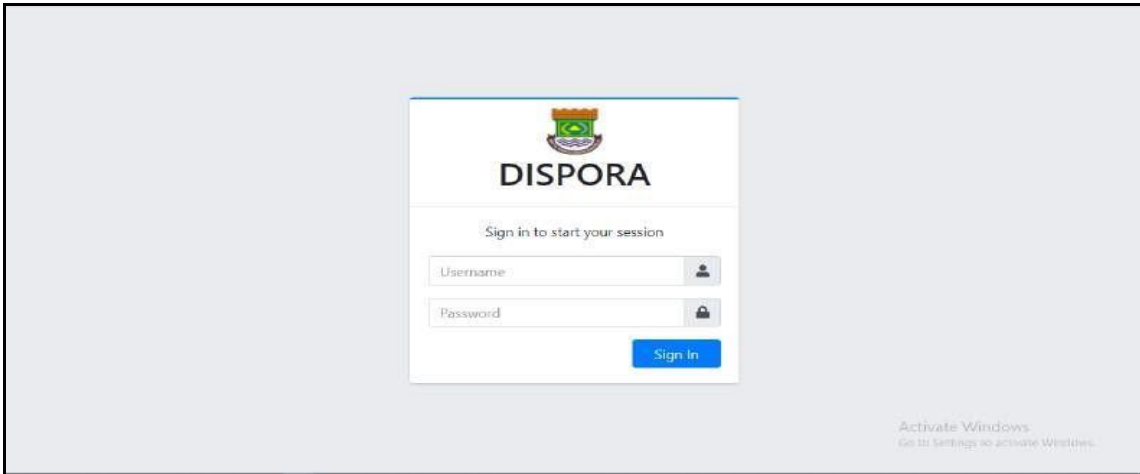 DISPORA
Sign in to start your session
Username
Password
Sign In
Activate Windows
Go to Settings to activate Windows.